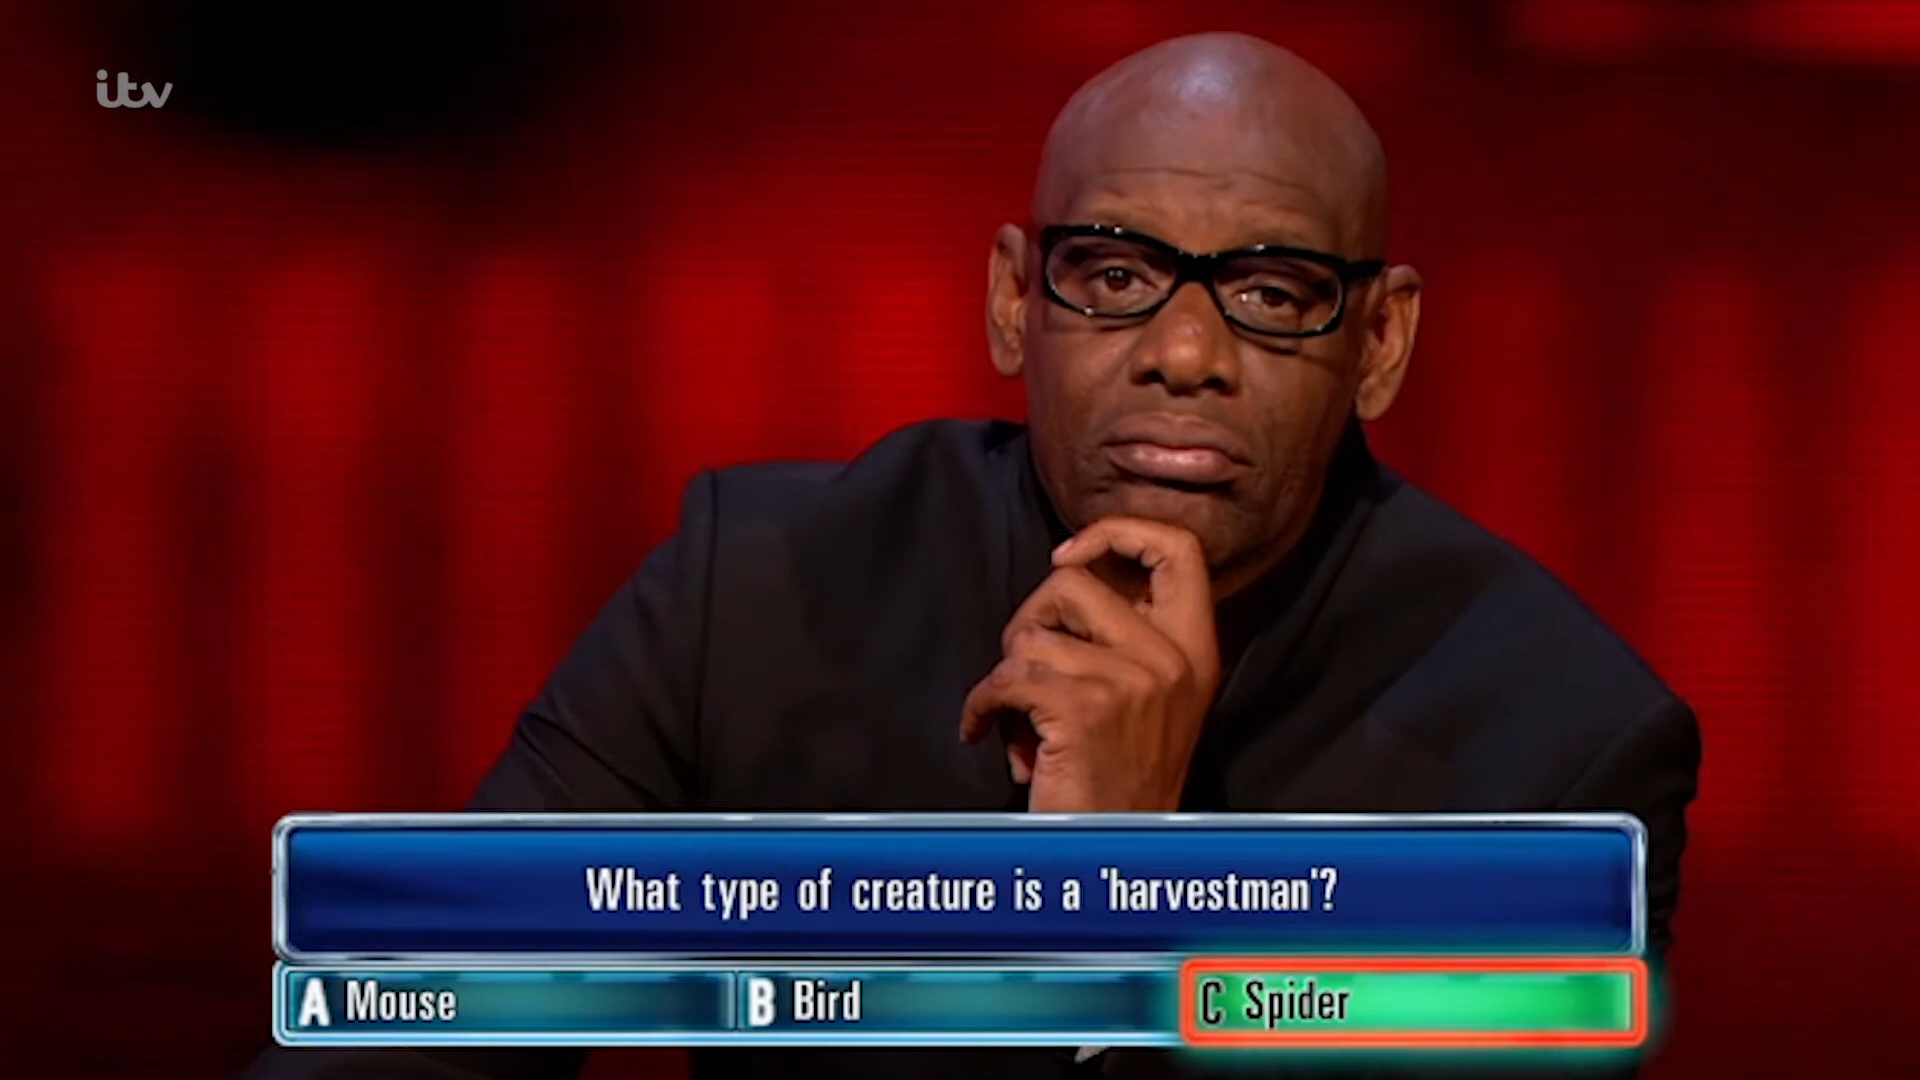 itv
What type of creature is a 'harvestman'?
A Mouse
B Bird
C Spider